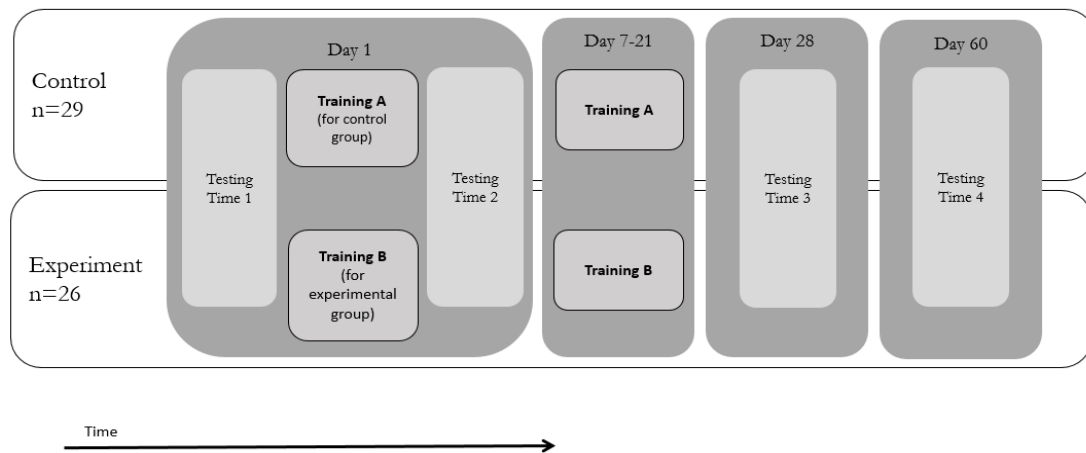 Control
n=29
Day 1
Testing
Time 1
Training A
(for control
group)
Testing
Time 2
Day 7-21
Training A
Day 28
Testing
Time 3
Day 60
Testing
Time 4
Experiment
n=26
Training B
(for
experimental
group)
Training B
Time